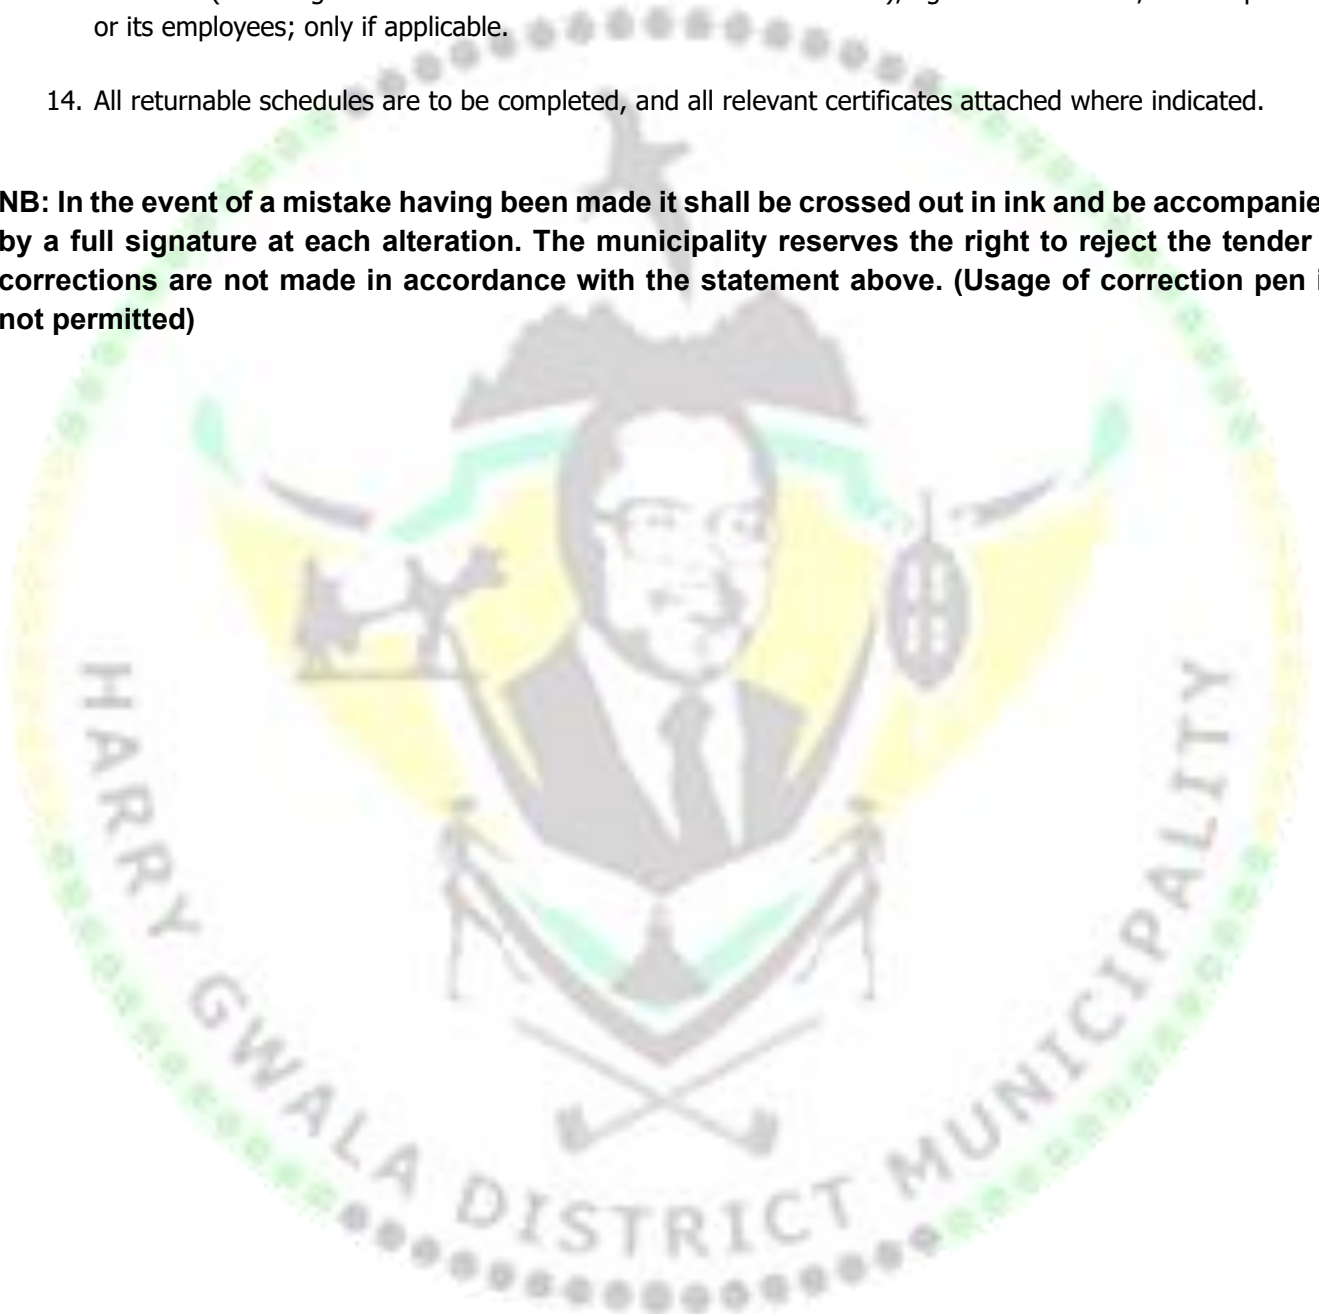 or its employees; only if applicable.
14. All returnable schedules are to be completed, and all relevant certificates attached where indicated.
NB: In the event of a mistake having been made it shall be crossed out in ink and be accompanie
by a full signature at each alteration. The municipality reserves the right to reject the tender
corrections are not made in accordance with the statement above. (Usage of correction pen i
not permitted)
HARRY GWALA DISTRICT MUNICIPALITY